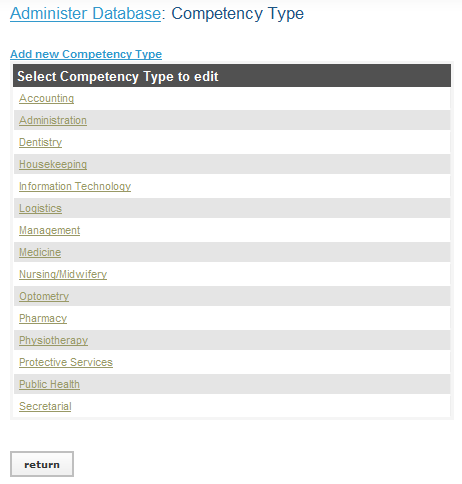 Administer Database: Competency Type
Add new Competency Type
Select Competency Type to edit
Accounting
Administration
Dentistry
Housekeeping
Information Technology
Logistics
Management
Medicine
Nursing/Midwifery
Optometry
Pharmacy
Physiotherapy
Protective Services
Public Health
Secretarial
return